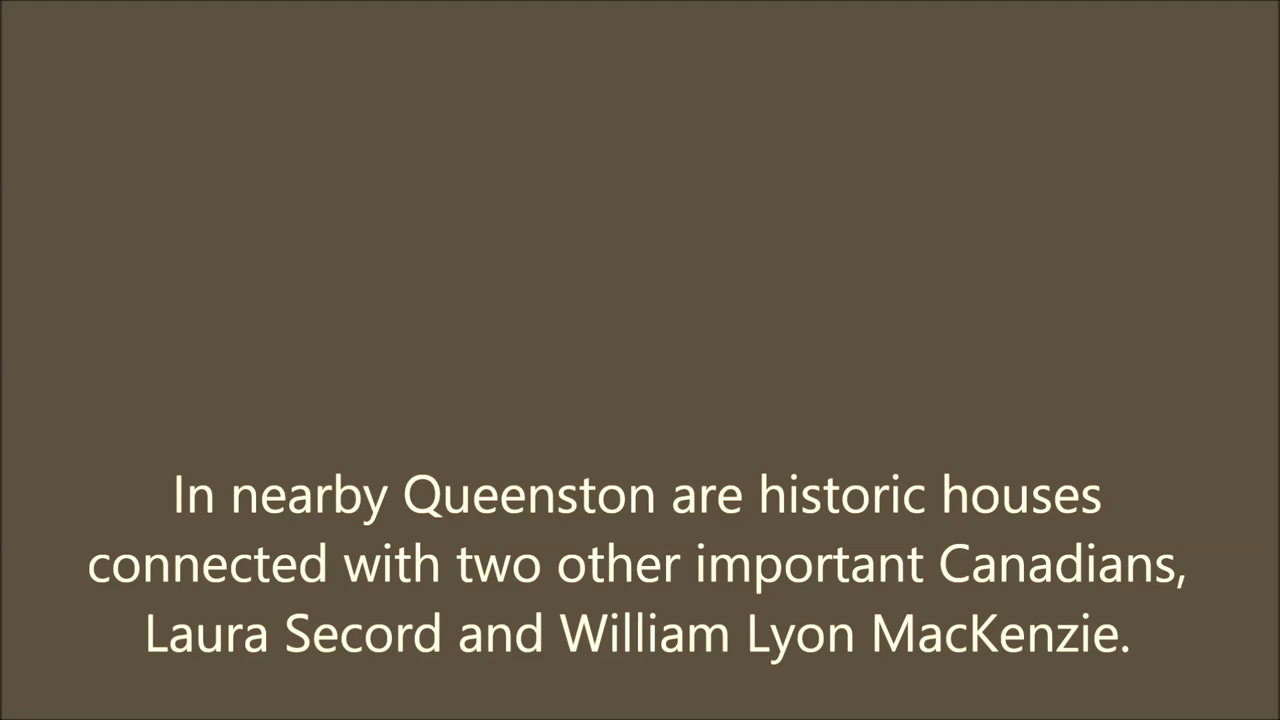 In nearby Queenston are historic houses
connected with two other important Canadians,
Laura Secord and William Lyon MacKenzie.